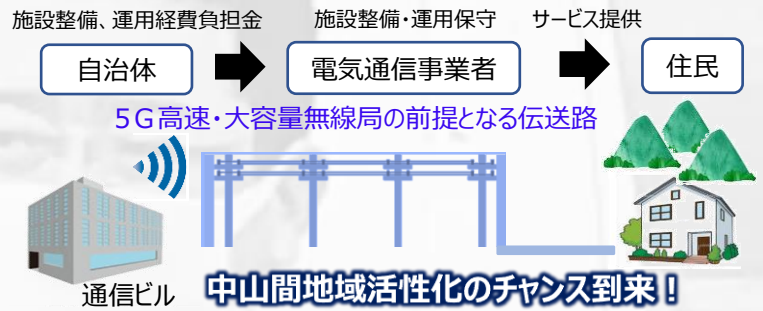 施設整備、運用経費負担金 施設整備・運用保守 サービス提供
自治体 電気通信事業者 住民
5G高速・大容量無線局の前提となる伝送路
通信ビル 中山間地域活性化のチャンス到来！